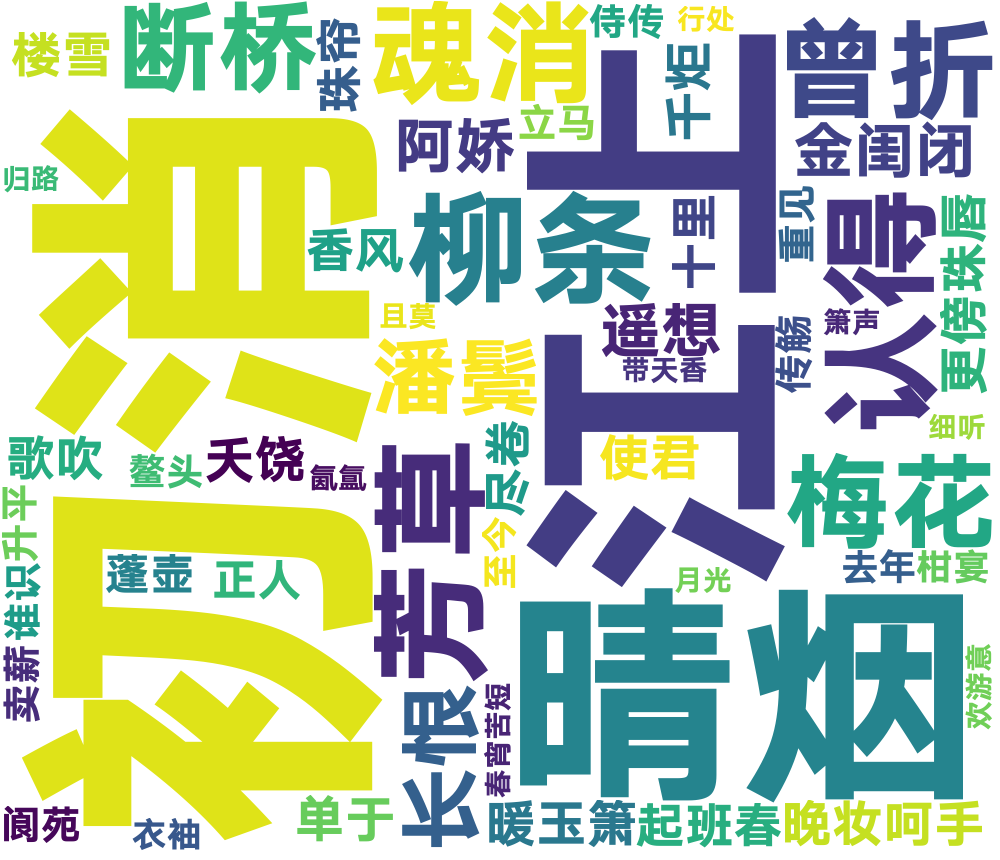 楼雪
断桥
珠帘
魂消
侍传
行处
曾折
立马
千炬
阿娇
金闺闭
归路
初消
江上
柳条
香风
十里
重见
认得
更傍珠唇
且莫
遥想
箫声
带天香
传觞
潘鬓
细听
歌吹
鳌头
夭饶
氤氲
尽卷
使君
梅花
芳草
升平
至今
蓬壶
正人
月光
去年
柑宴
谁识
晴烟
卖薪
长恨
春宵苦短
欢游意
阆苑
衣袖
单于
暖玉箫
起班春
晚妆呵手